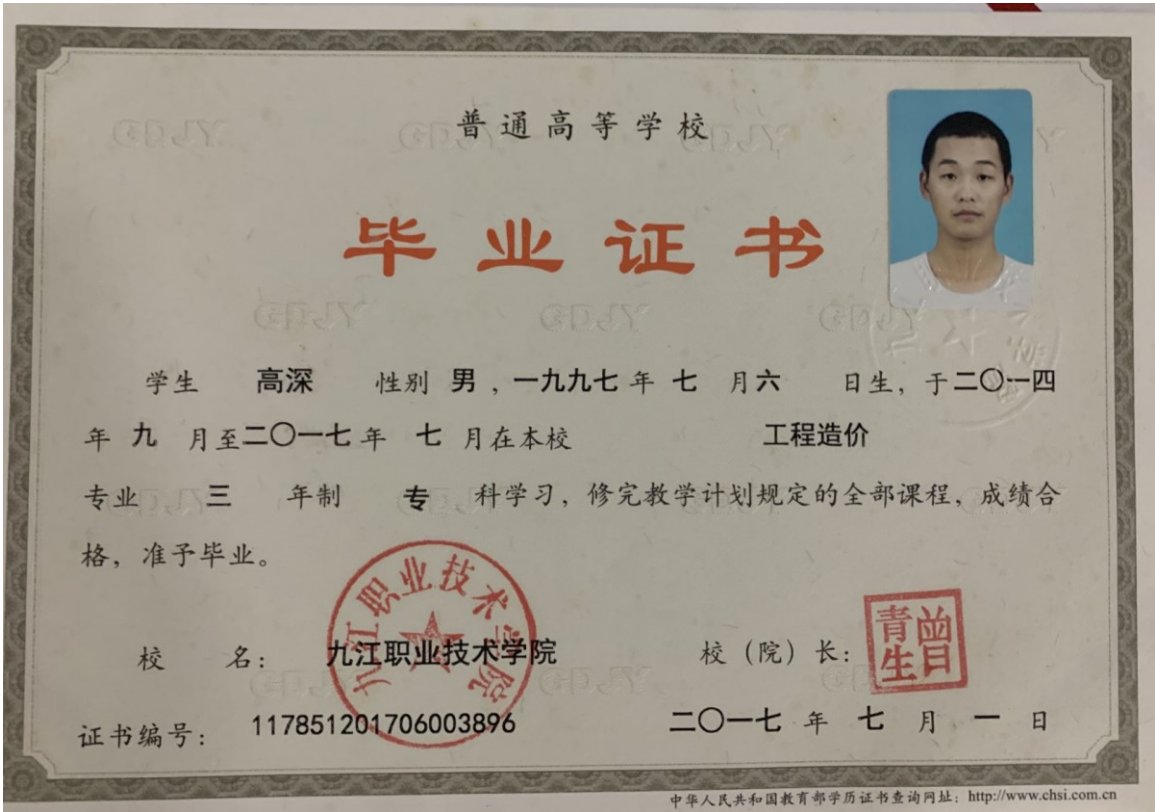 普通高等学校
毕业证书
学生 高深 性别 男，一九九七年 七 月六 日生，于二〇一四
年 九 月至二〇一七年 七 月在本校 工程造价
专业 三 年制 专 科学习，修完教学计划规定的全部课程，成绩合
格，准予毕业。
九江职业技术学院
校 名： 九江职业技术学院 校（院）长： 曾青生印
证书编号： 117851201706003896 二〇一七 年 七 月 一 日
中华人民共和国教育部学历证书查询网址：http://www.chsi.com.cn